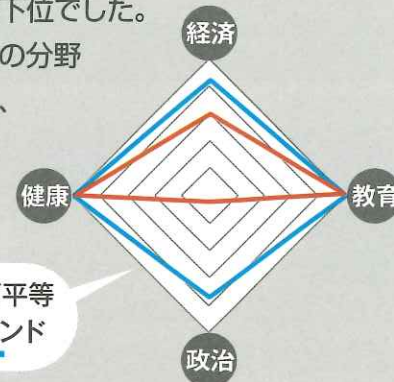 下位でした。
の分野
、
経済
健康
教育
平等
ンド
政治